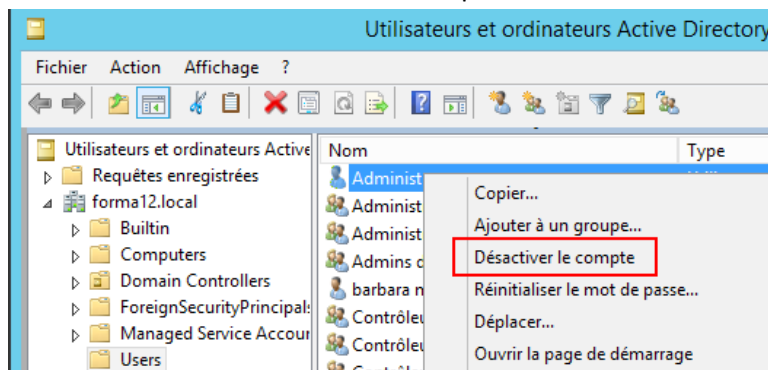 Utilisateurs et ordinateurs Active Directory
Fichier Action Affichage ?
Utilisateurs et ordinateurs Active
Nom Type
Requêtes enregistrées
forma12.local
Builtin
Computers
Domain Controllers
ForeignSecurityPrincipals
Managed Service Accour
Users
Administ
Administ
Administ
Admins d
barbara n
Contrôleu
Contrôleu
Copier...
Ajouter à un groupe...
Désactiver le compte
Réinitialiser le mot de passe...
Déplacer...
Ouvrir la page de démarrage